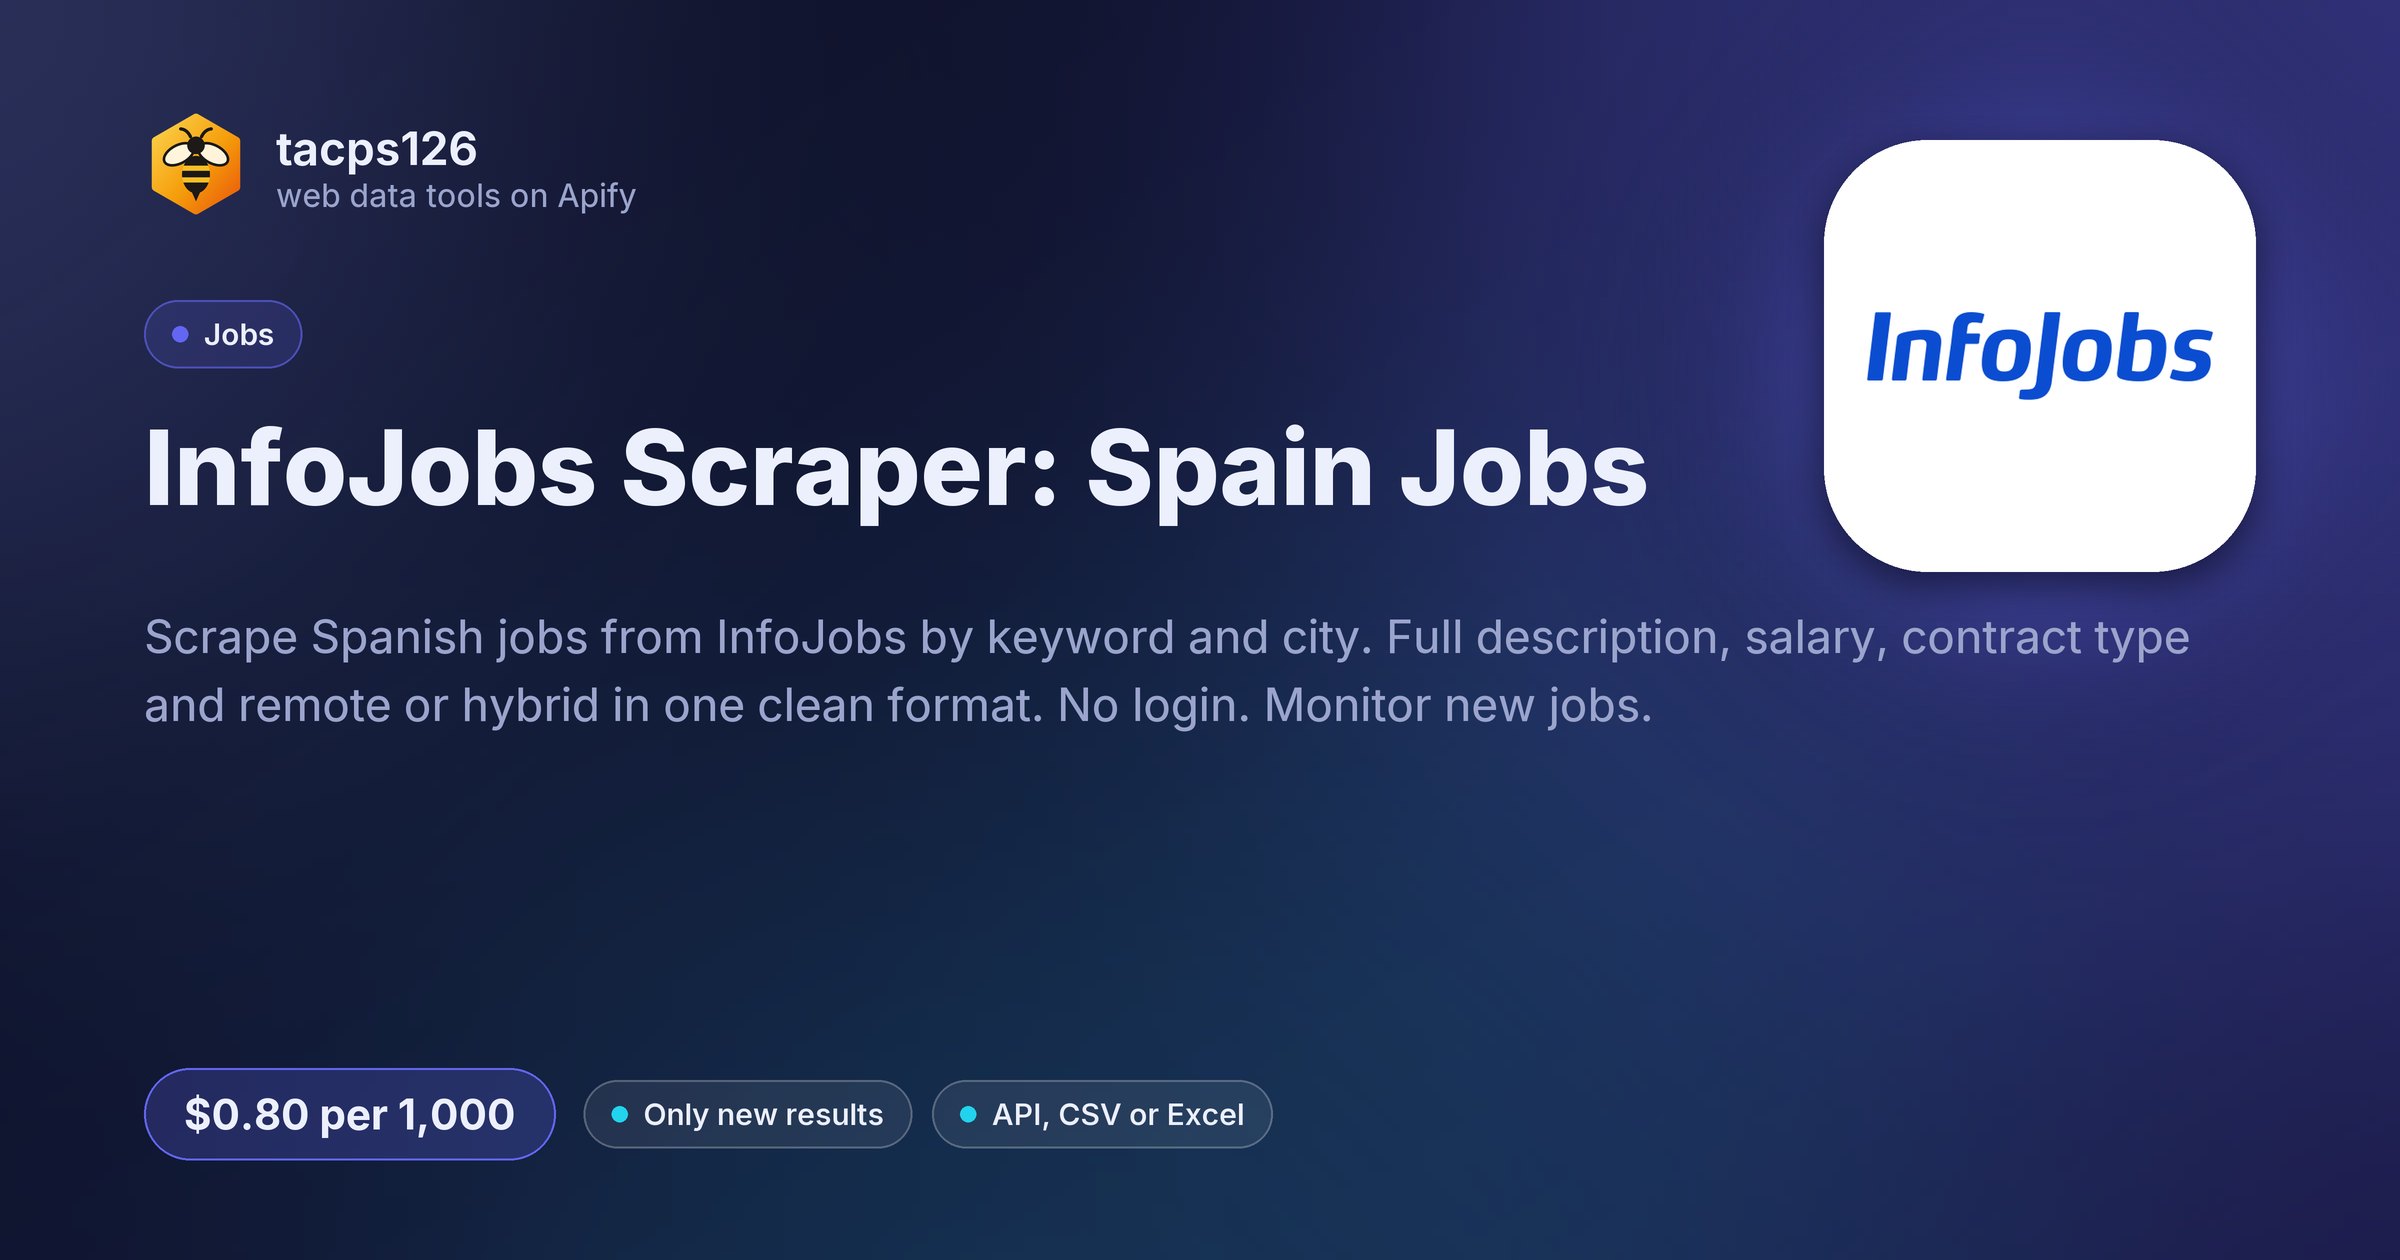 tacps126
web data tools on Apify
Jobs
InfoJobs
InfoJobs Scraper: Spain Jobs
Scrape Spanish jobs from InfoJobs by keyword and city. Full description, salary, contract type
and remote or hybrid in one clean format. No login. Monitor new jobs.
$0.80 per 1,000
Only new results
API, CSV or Excel